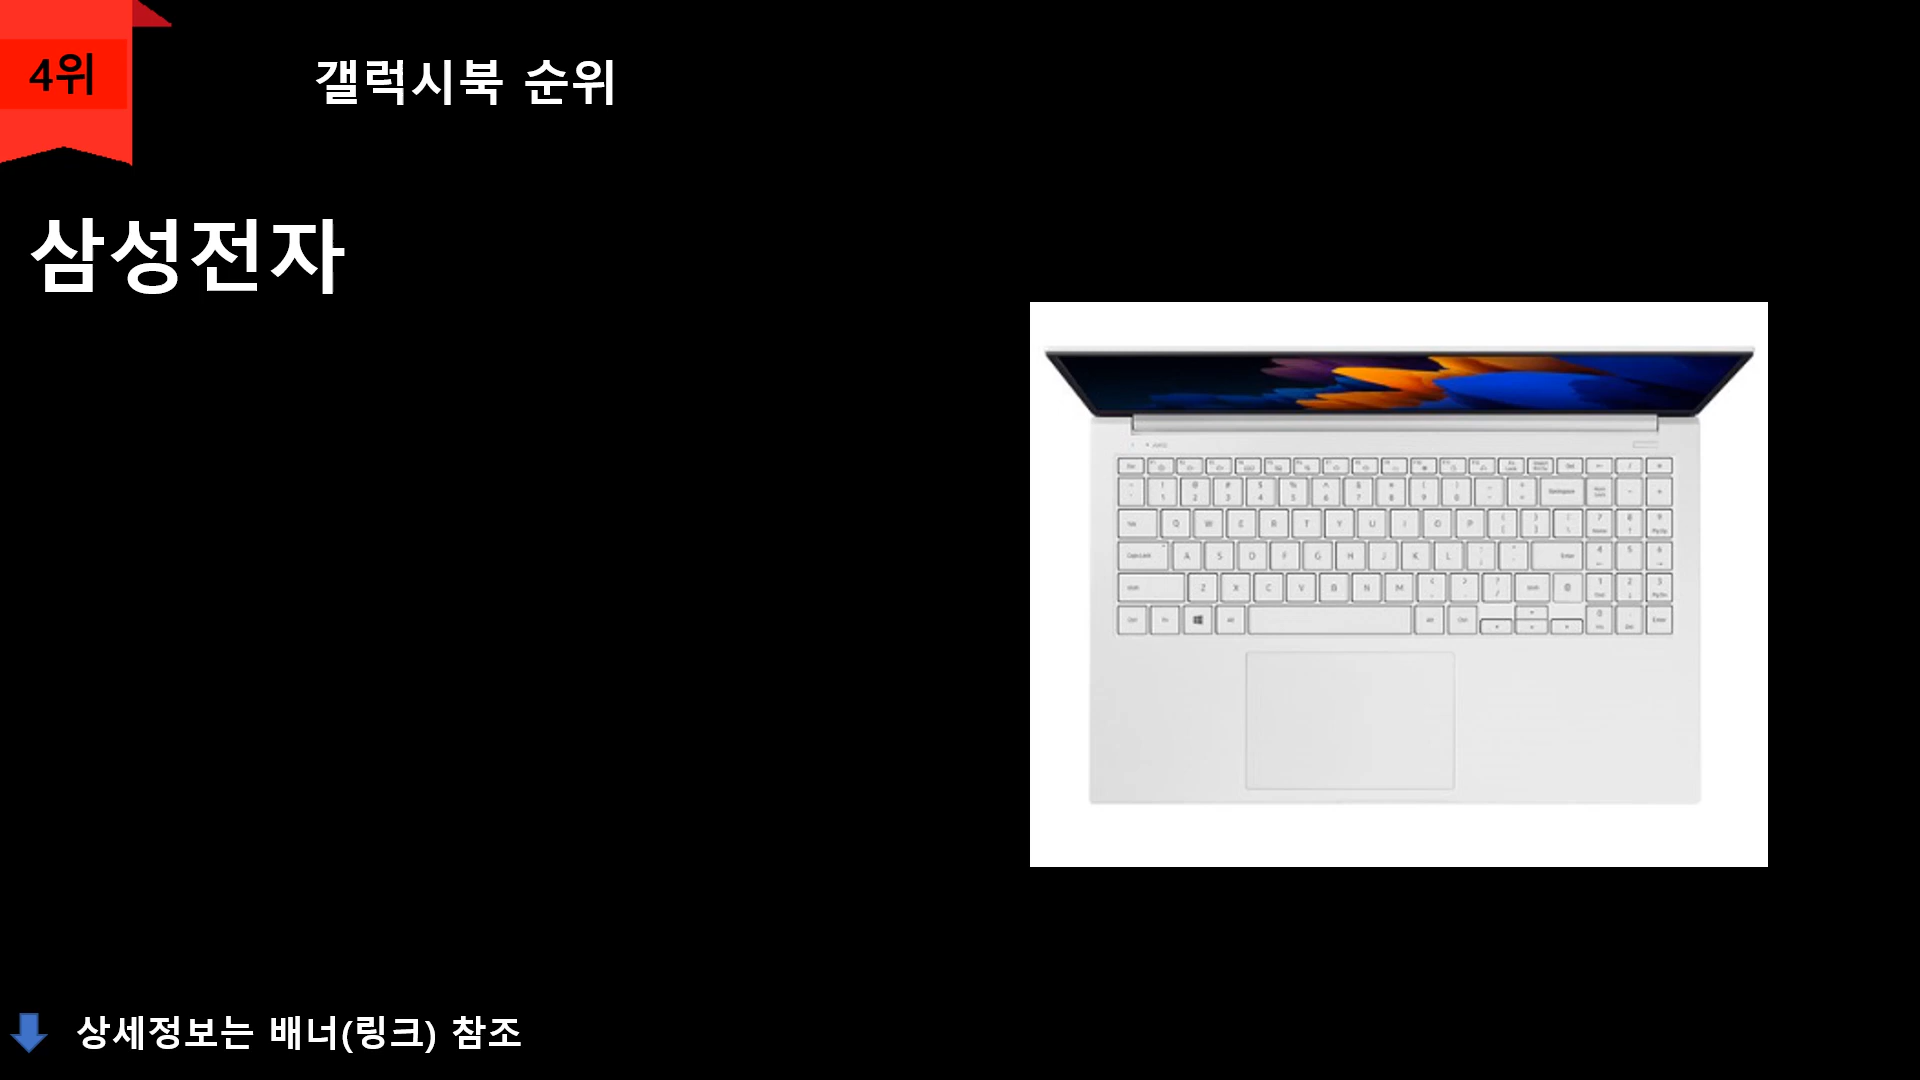 4위
갤럭시북 순위
삼성전자
Q W E R T Y U I O P
A S D F G H J K L
Z X C V B N M
상세정보는 배너(링크) 참조